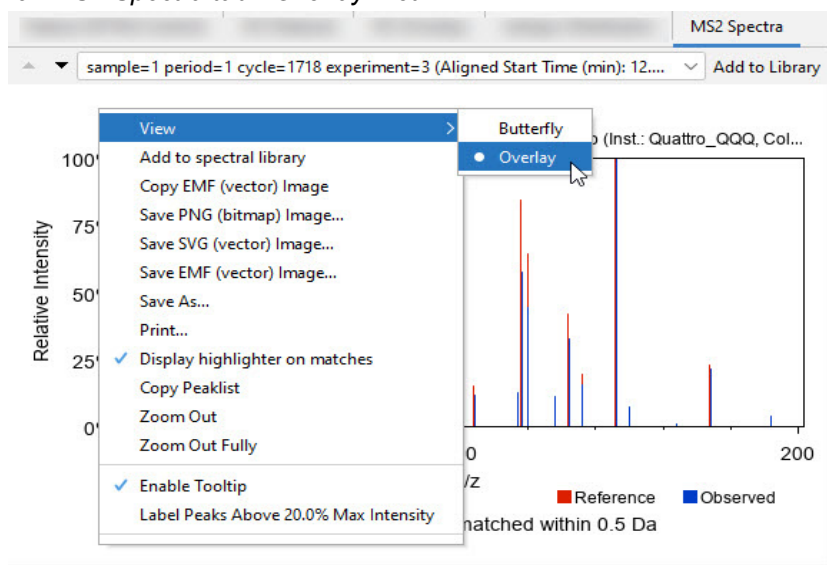 MS2 Spectra
sample=1 period=1 cycle=1718 experiment=3 (Aligned Start Time (min): 12.... Add to Library
View
Butterfly
Overlay
(Inst.: Quattro_QQQ, Col...
Add to spectral library
Copy EMF (vector) Image
Save PNG (bitmap) Image...
Save SVG (vector) Image...
Save EMF (vector) Image...
Save As...
Print...
Display highlighter on matches
Copy Peaklist
Zoom Out
Zoom Out Fully
Enable Tooltip
Label Peaks Above 20.0% Max Intensity
Relative Intensity
100
75
50
25
0
0
200
/z
Reference
Observed
matched within 0.5 Da